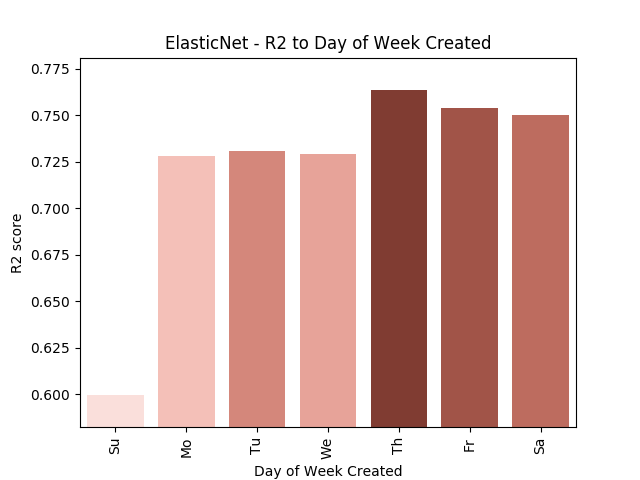 ElasticNet - R2 to Day of Week Created
0.775
0.750
0.725
0.700
0.675
0.650
0.625
0.600
R2 score
Su
Mo
Tu
We
Th
Fr
Sa
Day of Week Created